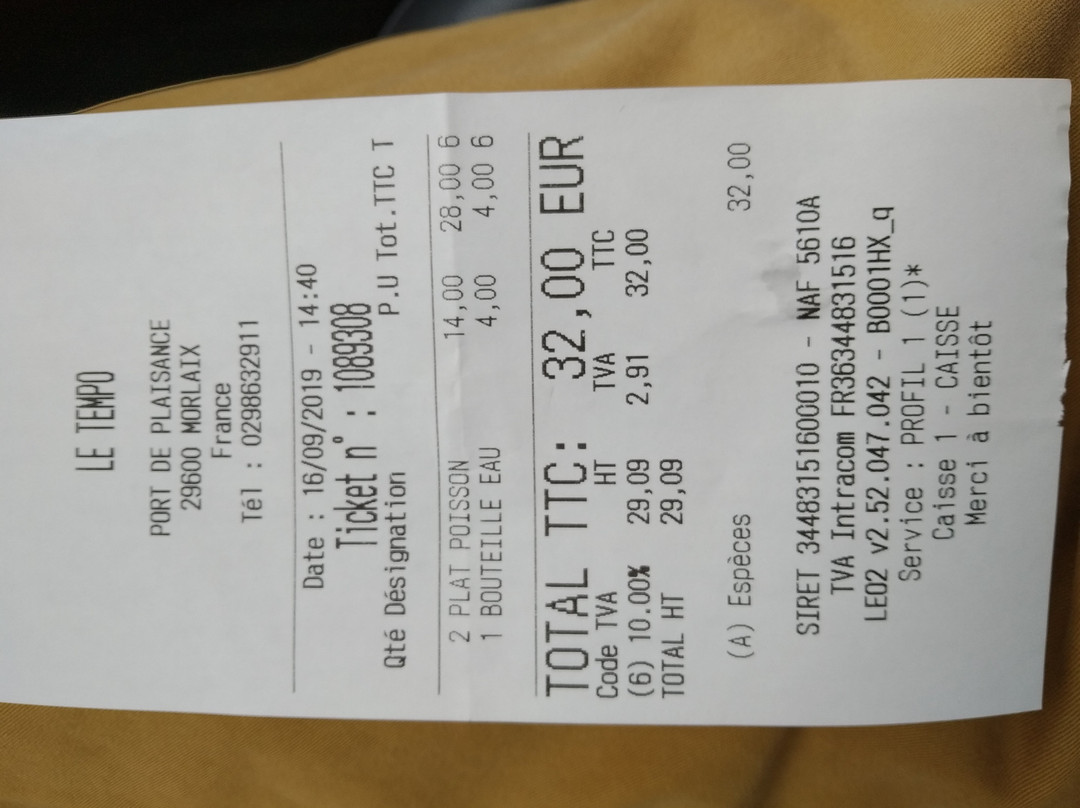 LE TEMPO
PORT DE PLAISANCE
29600 MORLAIX
France
Tél : 0298632911
Date : 16/09/2019 - 14:40
Ticket n° : 1089308
Qté Désignation P.U Tot.TTC T
2 PLAT POISSON 14,00 28,00 6
1 BOUTEILLE EAU 4,00 4,00 6
TOTAL TTC: 32,00 EUR
Code TVA HT TVA TTC
(6) 10.00% 29,09 2,91 32,00
TOTAL HT 29,09
(A) Espèces 32,00
SIRET 34483151600010 - NAF 5610A
TVA Intracom FR36344831516
LEO2 v2.52.047.042 - B0001HX_q
Service : PROFIL 1 (1)*
Caisse 1 - CAISSE
Merci à bientôt